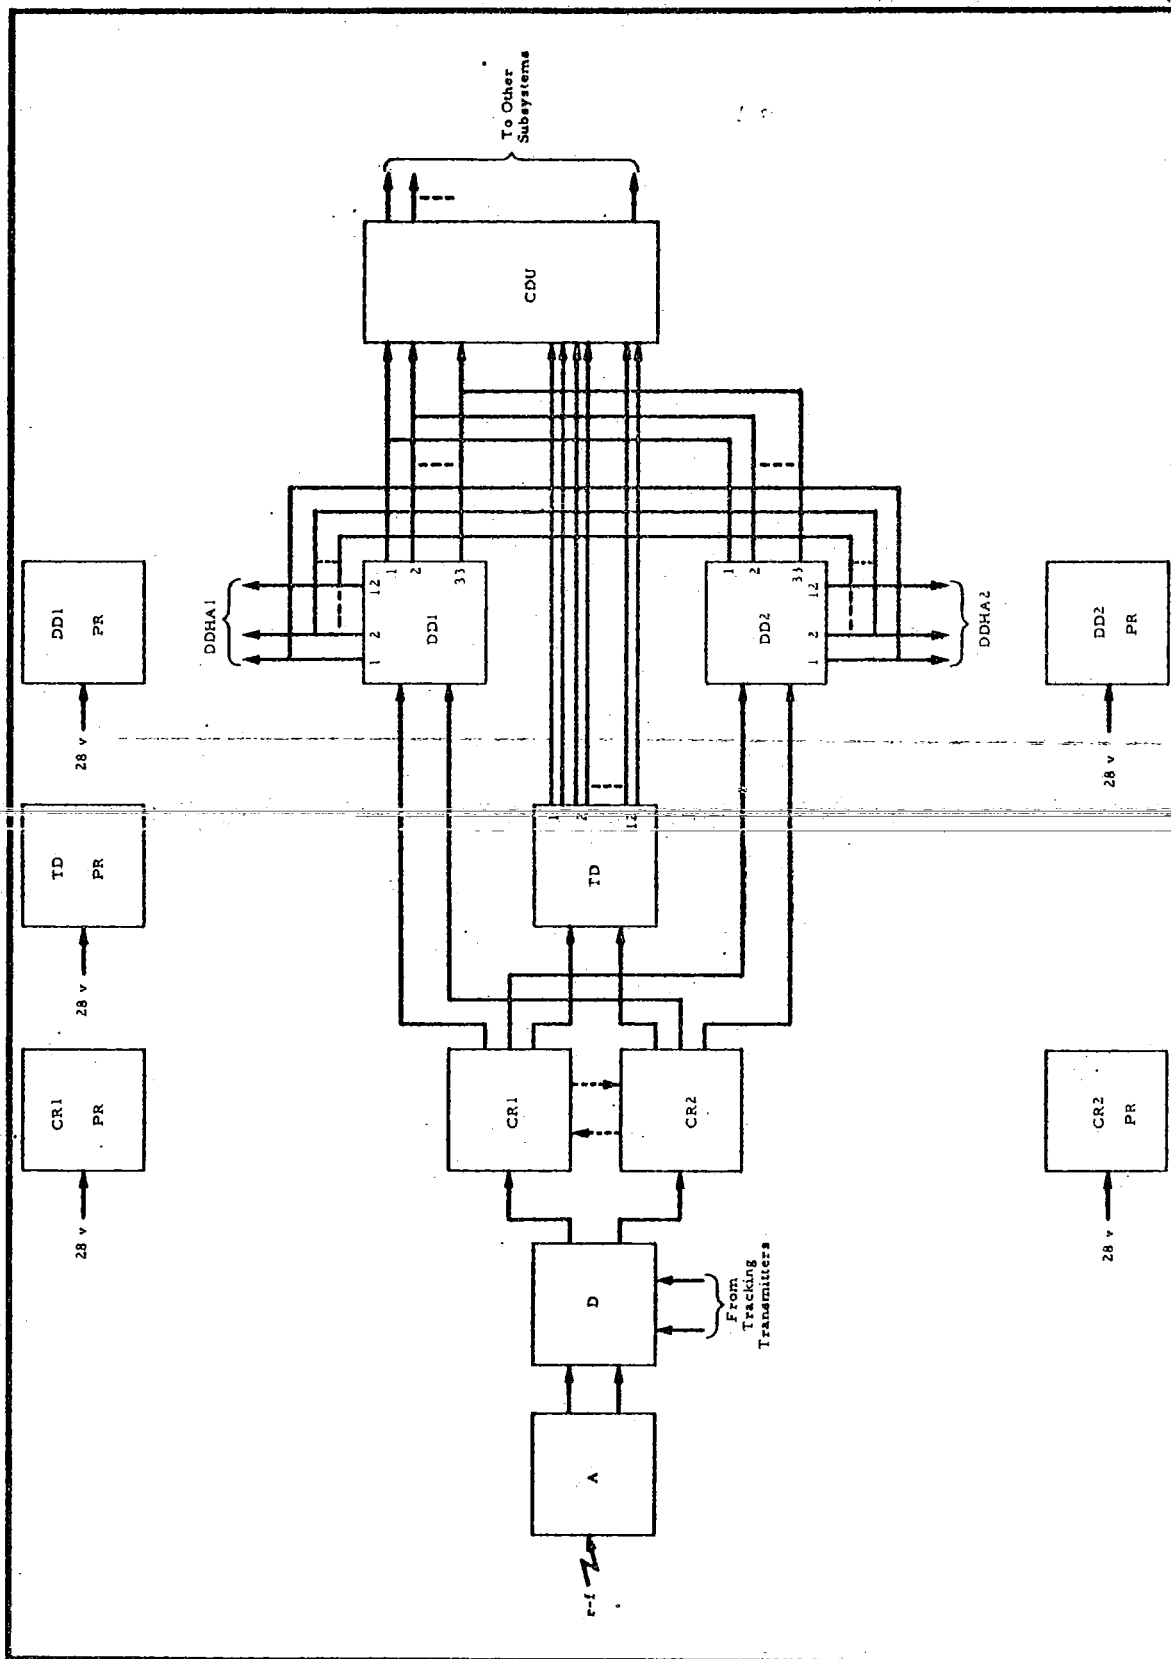 r-f
A
D
From
Tracking
Transmitters
28 v
CR1
PR
CR1
CR2
28 v
CR2
PR
28 v
TD
PR
TD
1
2
12
28 v
DD1
PR
DDHA1
1
2
12
DD1
1
2
33
DD2
1
2
33
1
2
12
DDHA2
28 v
DD2
PR
CDU
To Other
Subsystems